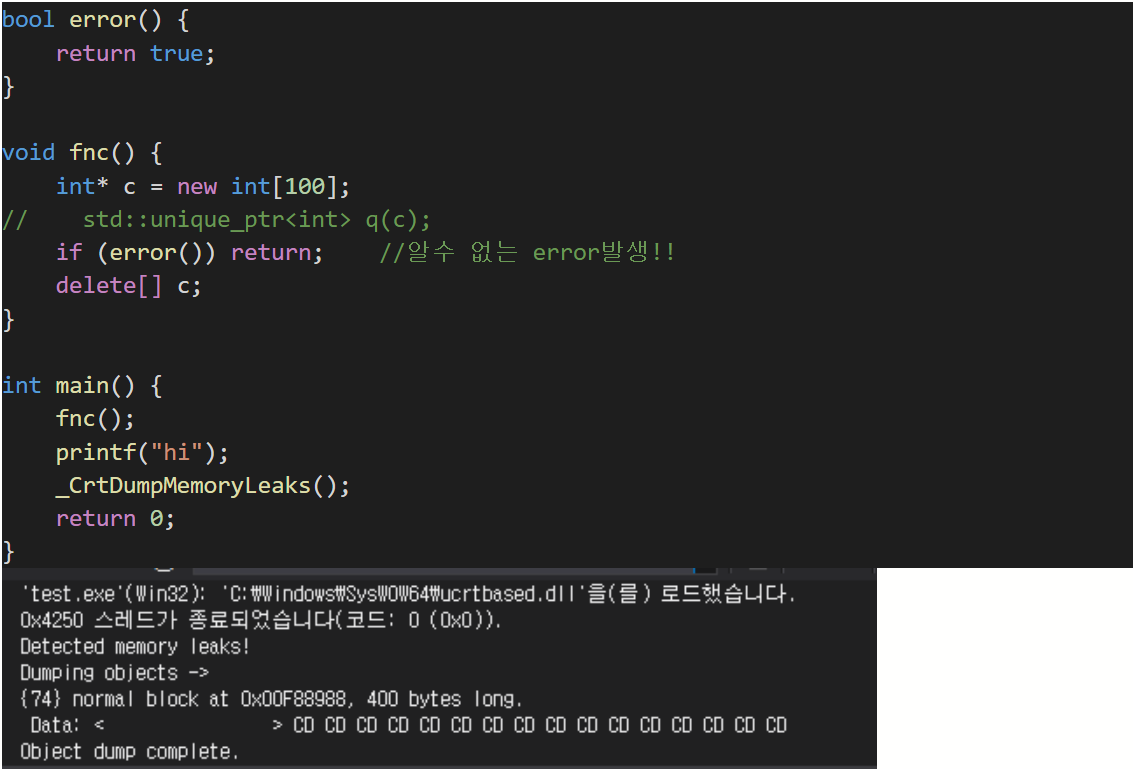 bool error() {
    return true;
}
void fnc() {
    int* c = new int[100];
//    std::unique_ptr<int> q(c);
    if (error()) return;    //알수 없는 error발생!!
    delete[] c;
}
int main() {
    fnc();
    printf("hi");
    _CrtDumpMemoryLeaks();
    return 0;
}
'test.exe'(Win32): 'C:₩Windows₩SysWOW64₩ucrtbased.dll'을(를) 로드했습니다.
0x4250 스레드가 종료되었습니다(코드: 0 (0x0)).
Detected memory leaks!
Dumping objects ->
{74} normal block at 0x00F88988, 400 bytes long.
 Data: <                > CD CD CD CD CD CD CD CD CD CD CD CD CD CD CD CD
Object dump complete.